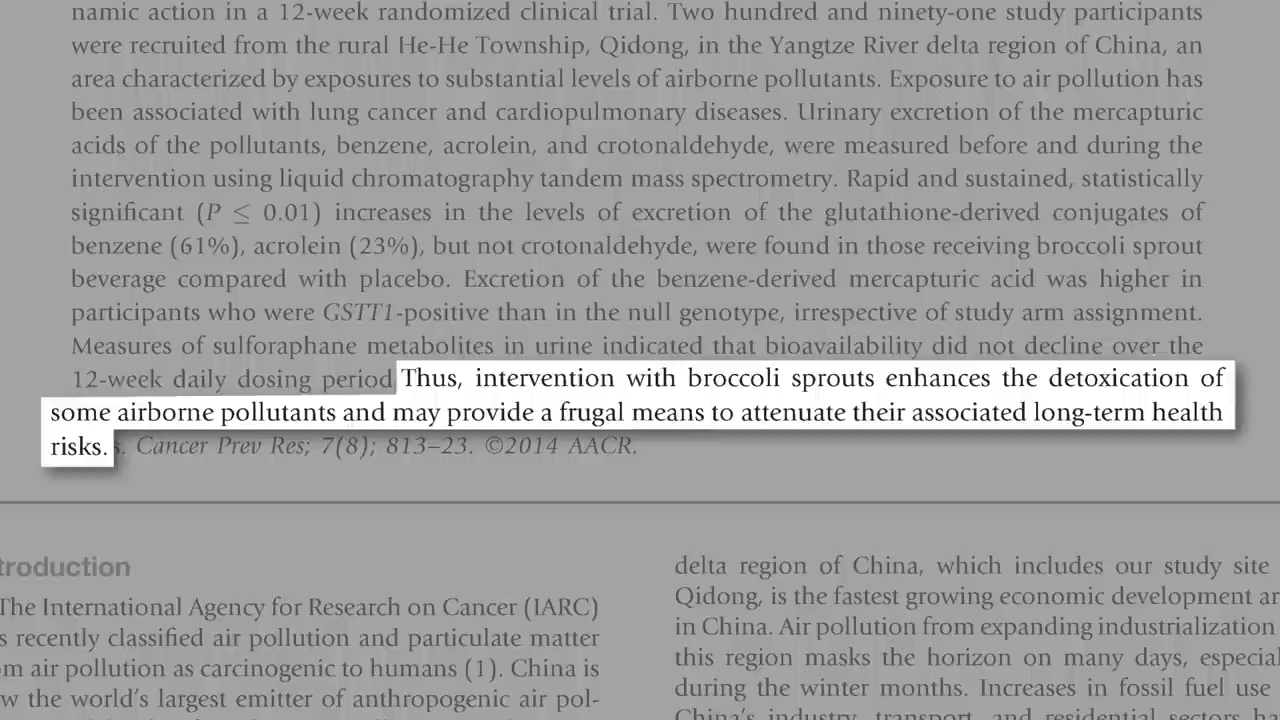 namic action in a 12-week randomized clinical trial. Two hundred and ninety-one study participants
were recruited from the rural He-He Township, Qidong, in the Yangtze River delta region of China, an
area characterized by exposures to substantial levels of airborne pollutants. Exposure to air pollution has
been associated with lung cancer and cardiopulmonary diseases. Urinary excretion of the mercapturic
acids of the pollutants, benzene, acrolein, and crotonaldehyde, were measured before and during the
intervention using liquid chromatography tandem mass spectrometry. Rapid and sustained, statistically
significant (P ≤ 0.01) increases in the levels of excretion of the glutathione-derived conjugates of
benzene (61%), acrolein (23%), but not crotonaldehyde, were found in those receiving broccoli sprout
beverage compared with placebo. Excretion of the benzene-derived mercapturic acid was higher in
participants who were GSTT1-positive than in the null genotype, irrespective of study arm assignment.
Measures of sulforaphane metabolites in urine indicated that bioavailability did not decline over the
12-week daily dosing period Thus, intervention with broccoli sprouts enhances the detoxication of
some airborne pollutants and may provide a frugal means to attenuate their associated long-term health
risks. Cancer Prev Res; 7(8); 813–23. ©2014 AACR.
troduction
The International Agency for Research on Cancer (IARC)
s recently classified air pollution and particulate matter
om air pollution as carcinogenic to humans (1). China is
w the world's largest emitter of anthropogenic air pol-
delta region of China, which includes our study site
Qidong, is the fastest growing economic development ar
in China. Air pollution from expanding industrialization
this region masks the horizon on many days, especial
during the winter months. Increases in fossil fuel use
China's industry, transport, and residential sectors ha